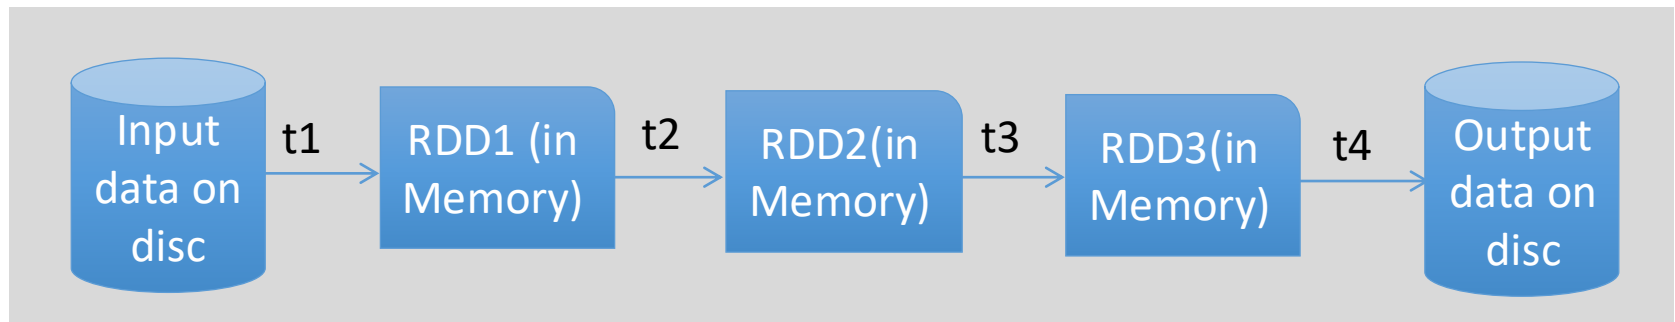 Input
data on
disc
t1
RDD1 (in
Memory)
t2
RDD2(in
Memory)
t3
RDD3(in
Memory)
t4
Output
data on
disc